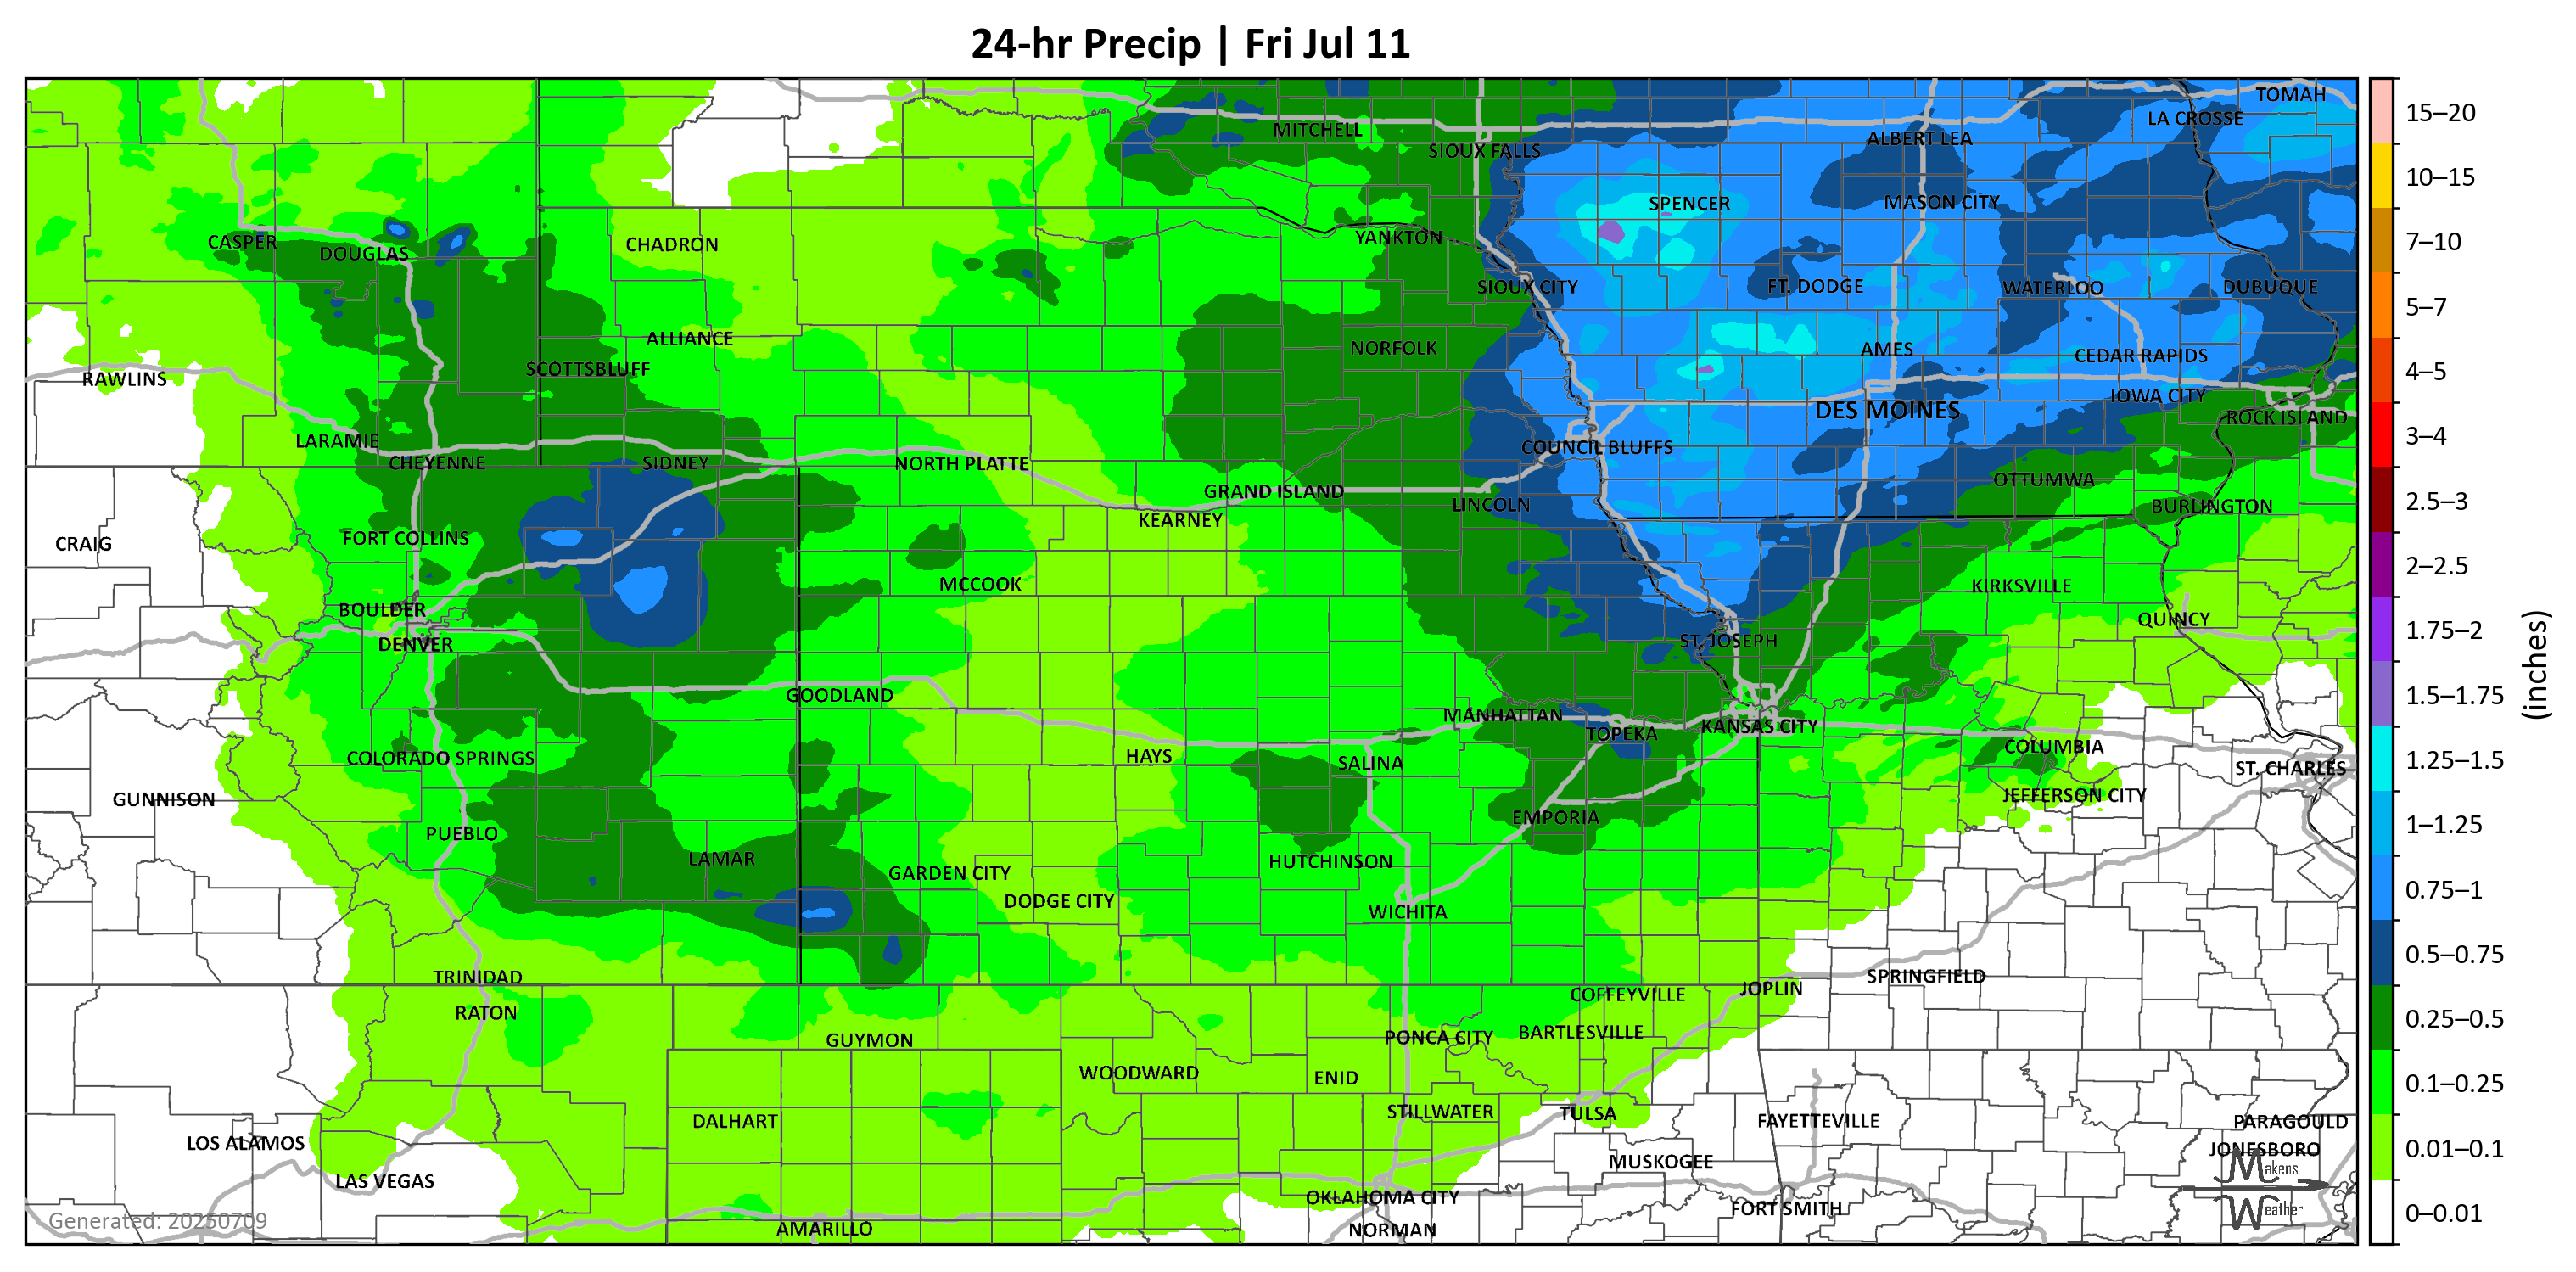 24-hr Precip | Fri Jul 11
TOMAH
LA CROSSE
MITCHELL
ALBERT LEA
SIOUX FALLS
MASON CITY
SPENCER
YANKTON
CASPER
CHADRON
DOUGLAS
SIOUX CITY
FT. DODGE
WATERLOO
DUBUQUE
ALLIANCE
NORFOLK
AMES
CEDAR RAPIDS
SCOTTSBLUFF
RAWLINS
IOWA CITY
DES MOINES
ROCK ISLAND
LARAMIE
COUNCIL BLUFFS
CHEYENNE
SIDNEY
NORTH PLATTE
OTTUMWA
GRAND ISLAND
LINCOLN
BURLINGTON
KEARNEY
FORT COLLINS
CRAIG
MCCOOK
KIRKSVILLE
BOULDER
QUINCY
DENVER
ST. JOSEPH
GOODLAND
MANHATTAN
KANSAS CITY
TOPEKA
COLUMBIA
HAYS
COLORADO SPRINGS
SALINA
ST. CHARLES
GUNNISON
JEFFERSON CITY
EMPORIA
PUEBLO
LAMAR
HUTCHINSON
GARDEN CITY
DODGE CITY
WICHITA
TRINIDAD
SPRINGFIELD
JOPLIN
COFFEYVILLE
RATON
BARTLESVILLE
PONCA CITY
GUYMON
WOODWARD
ENID
STILLWATER
TULSA
DALHART
FAYETTEVILLE
PARAGOULD
LOS ALAMOS
JONESBORO
MUSKOGEE
LAS VEGAS
OKLAHOMA CITY
FORT SMITH
AMARILLO
NORMAN
Makens
Weather
Generated: 20250709
15–20
10–15
7–10
5–7
4–5
3–4
2.5–3
2–2.5
1.75–2
1.5–1.75
1.25–1.5
1–1.25
0.75–1
0.5–0.75
0.25–0.5
0.1–0.25
0.01–0.1
0–0.01
(inches)